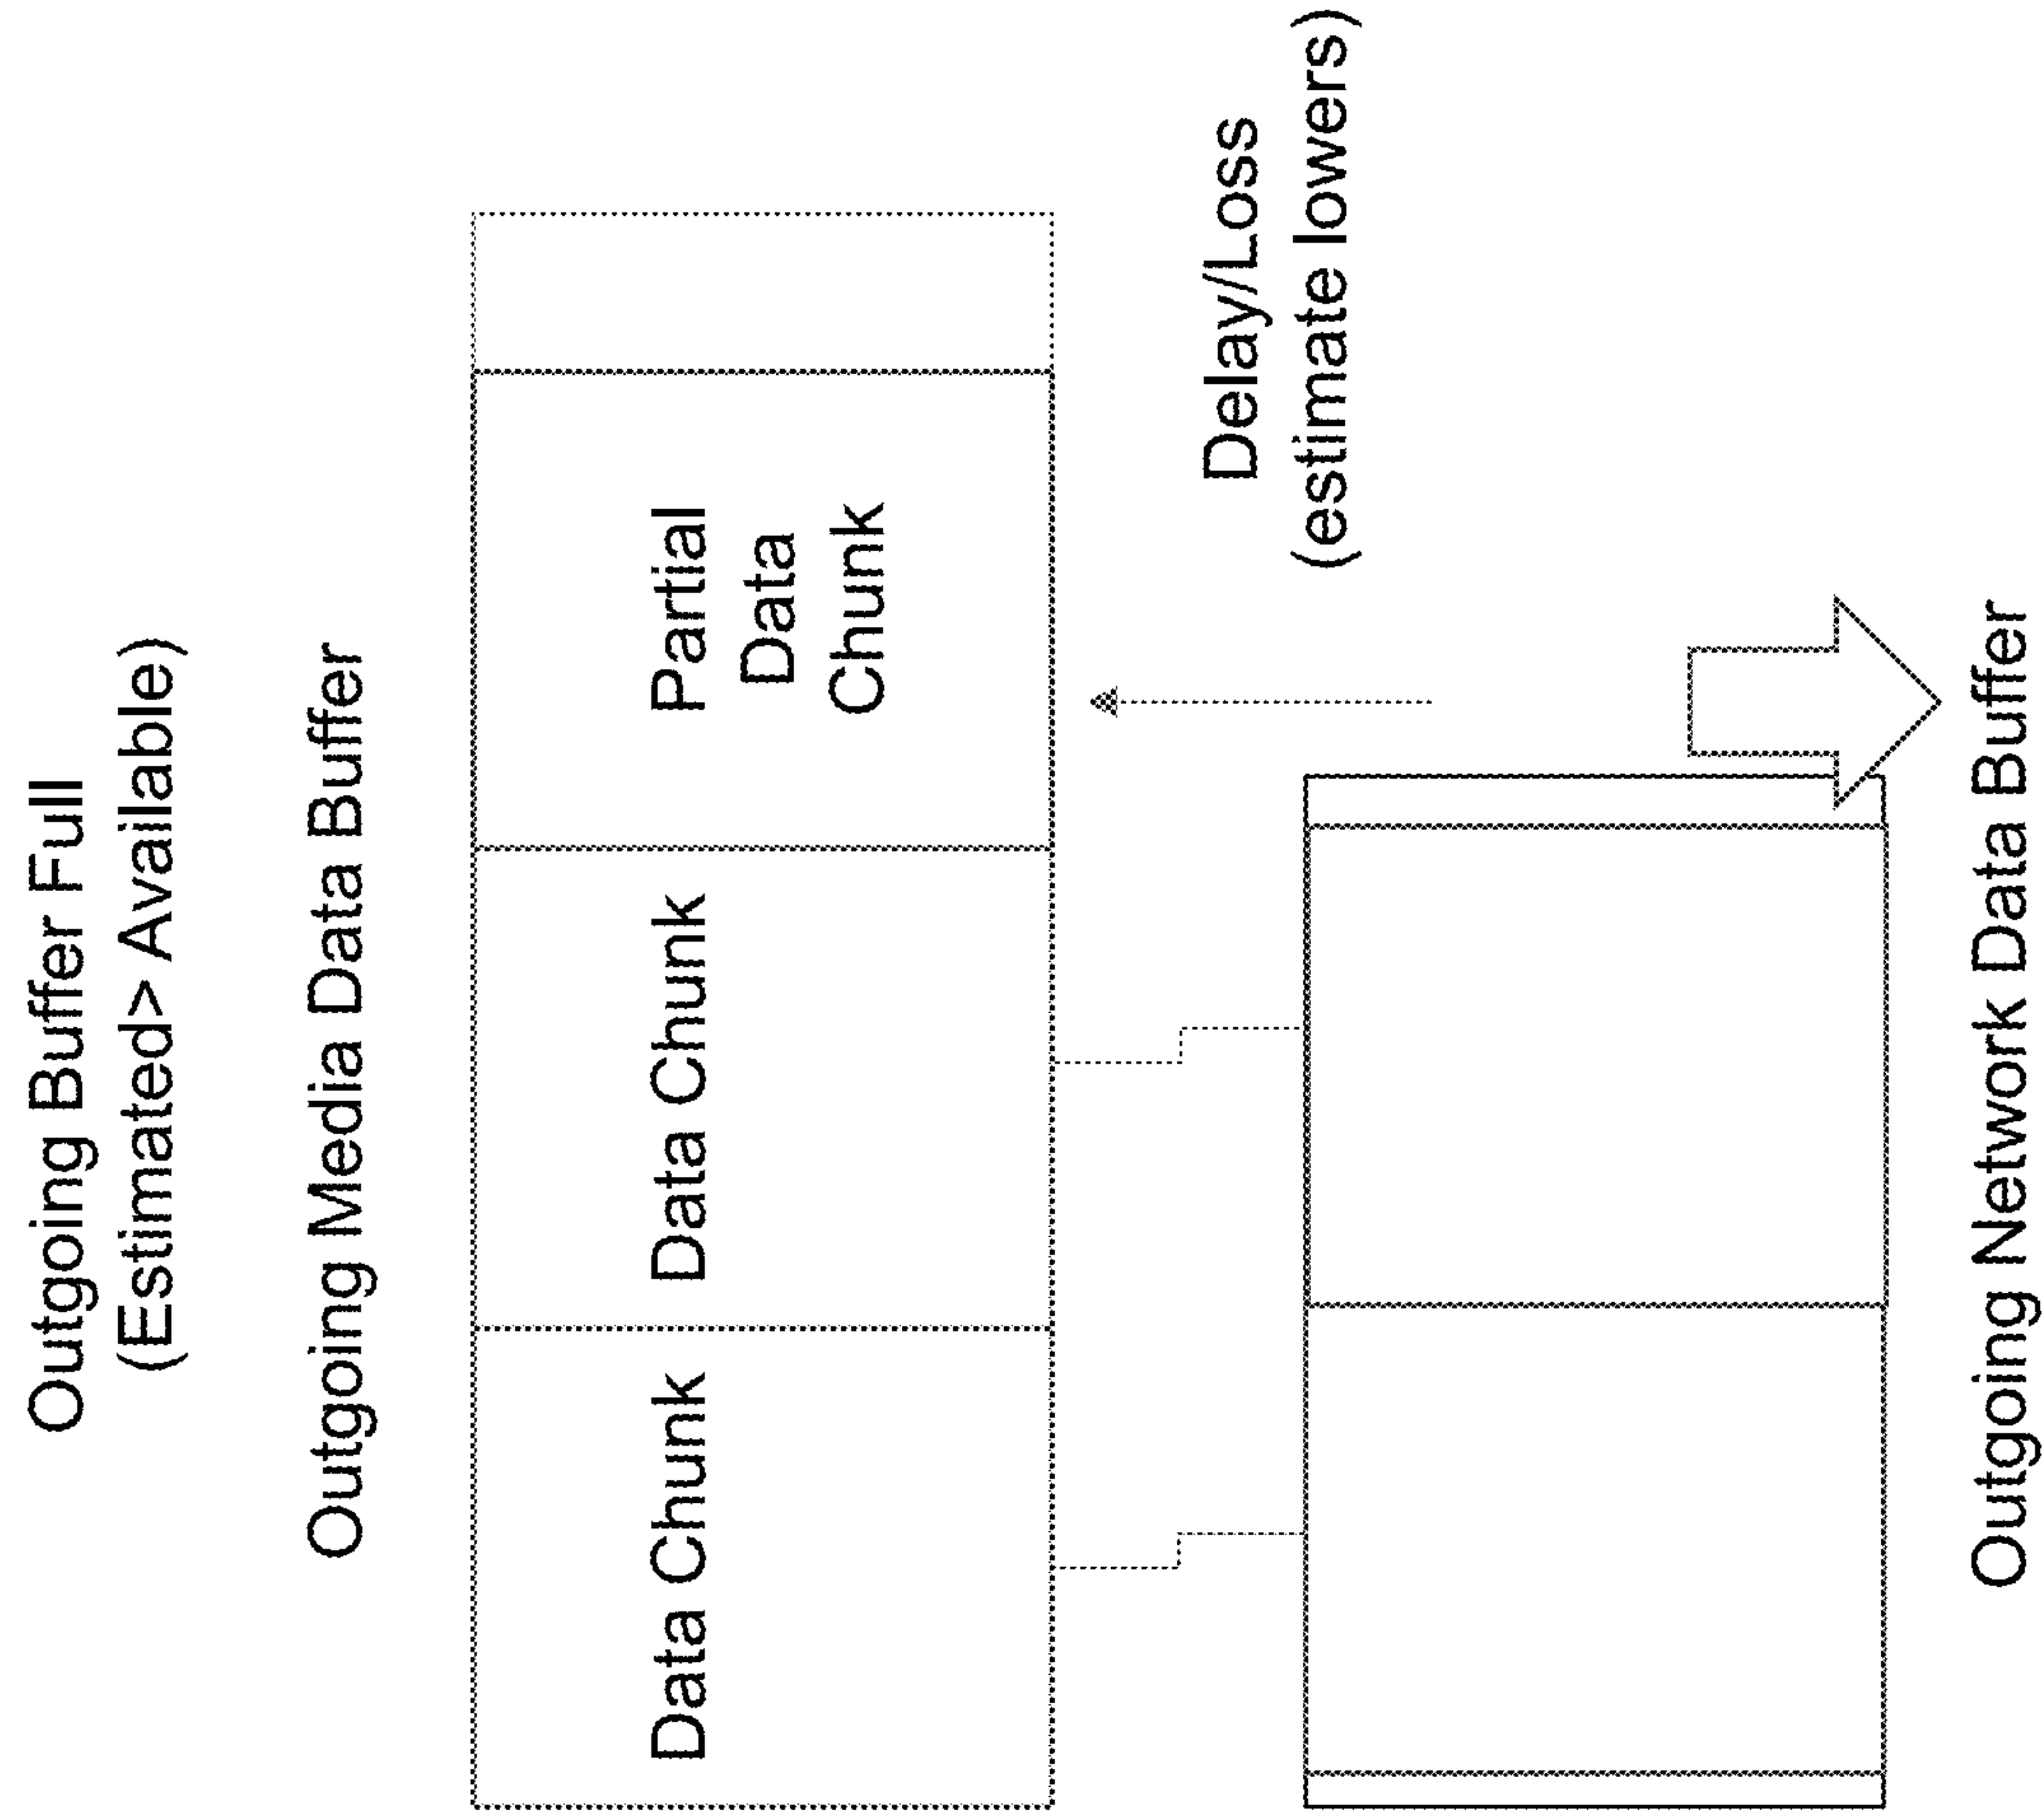 Outgoing Buffer Full
(Estimated> Available)
Outgoing Media Data Buffer
Data Chunk
Data Chunk
Partial
Data
Chunk
Delay/Loss
(estimate lowers)
Outgoing Network Data Buffer